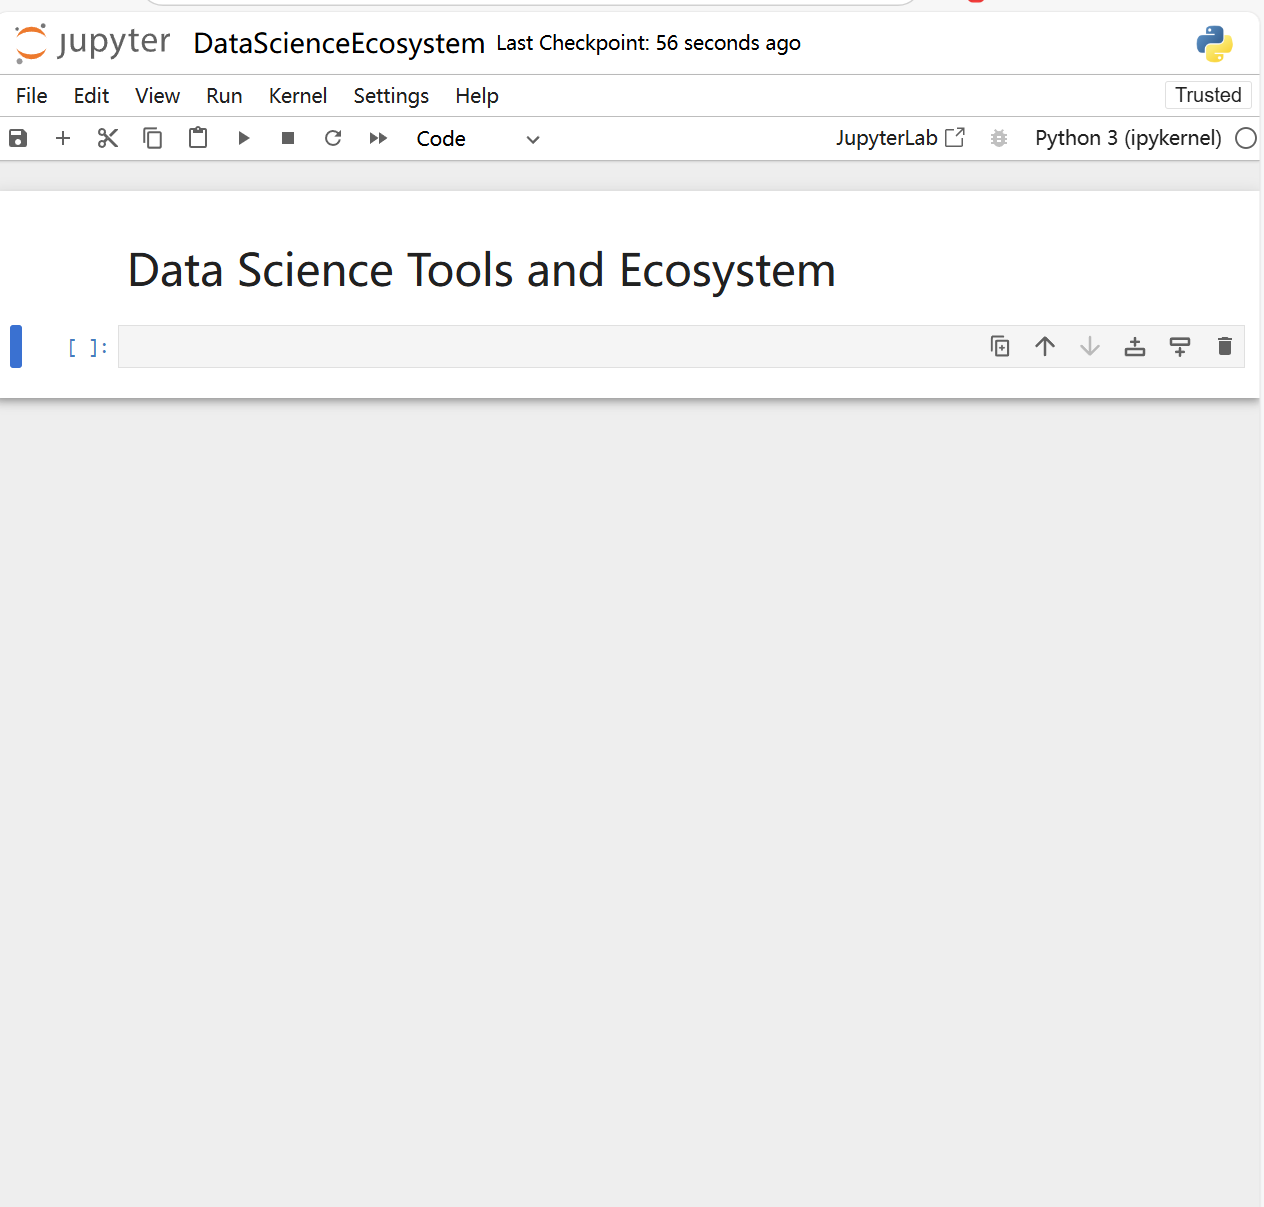 jupyter DataScienceEcosystem Last Checkpoint: 56 seconds ago
File Edit View Run Kernel Settings Help Trusted
Code JupyterLab Python 3 (ipykernel)
Data Science Tools and Ecosystem
[ ]: